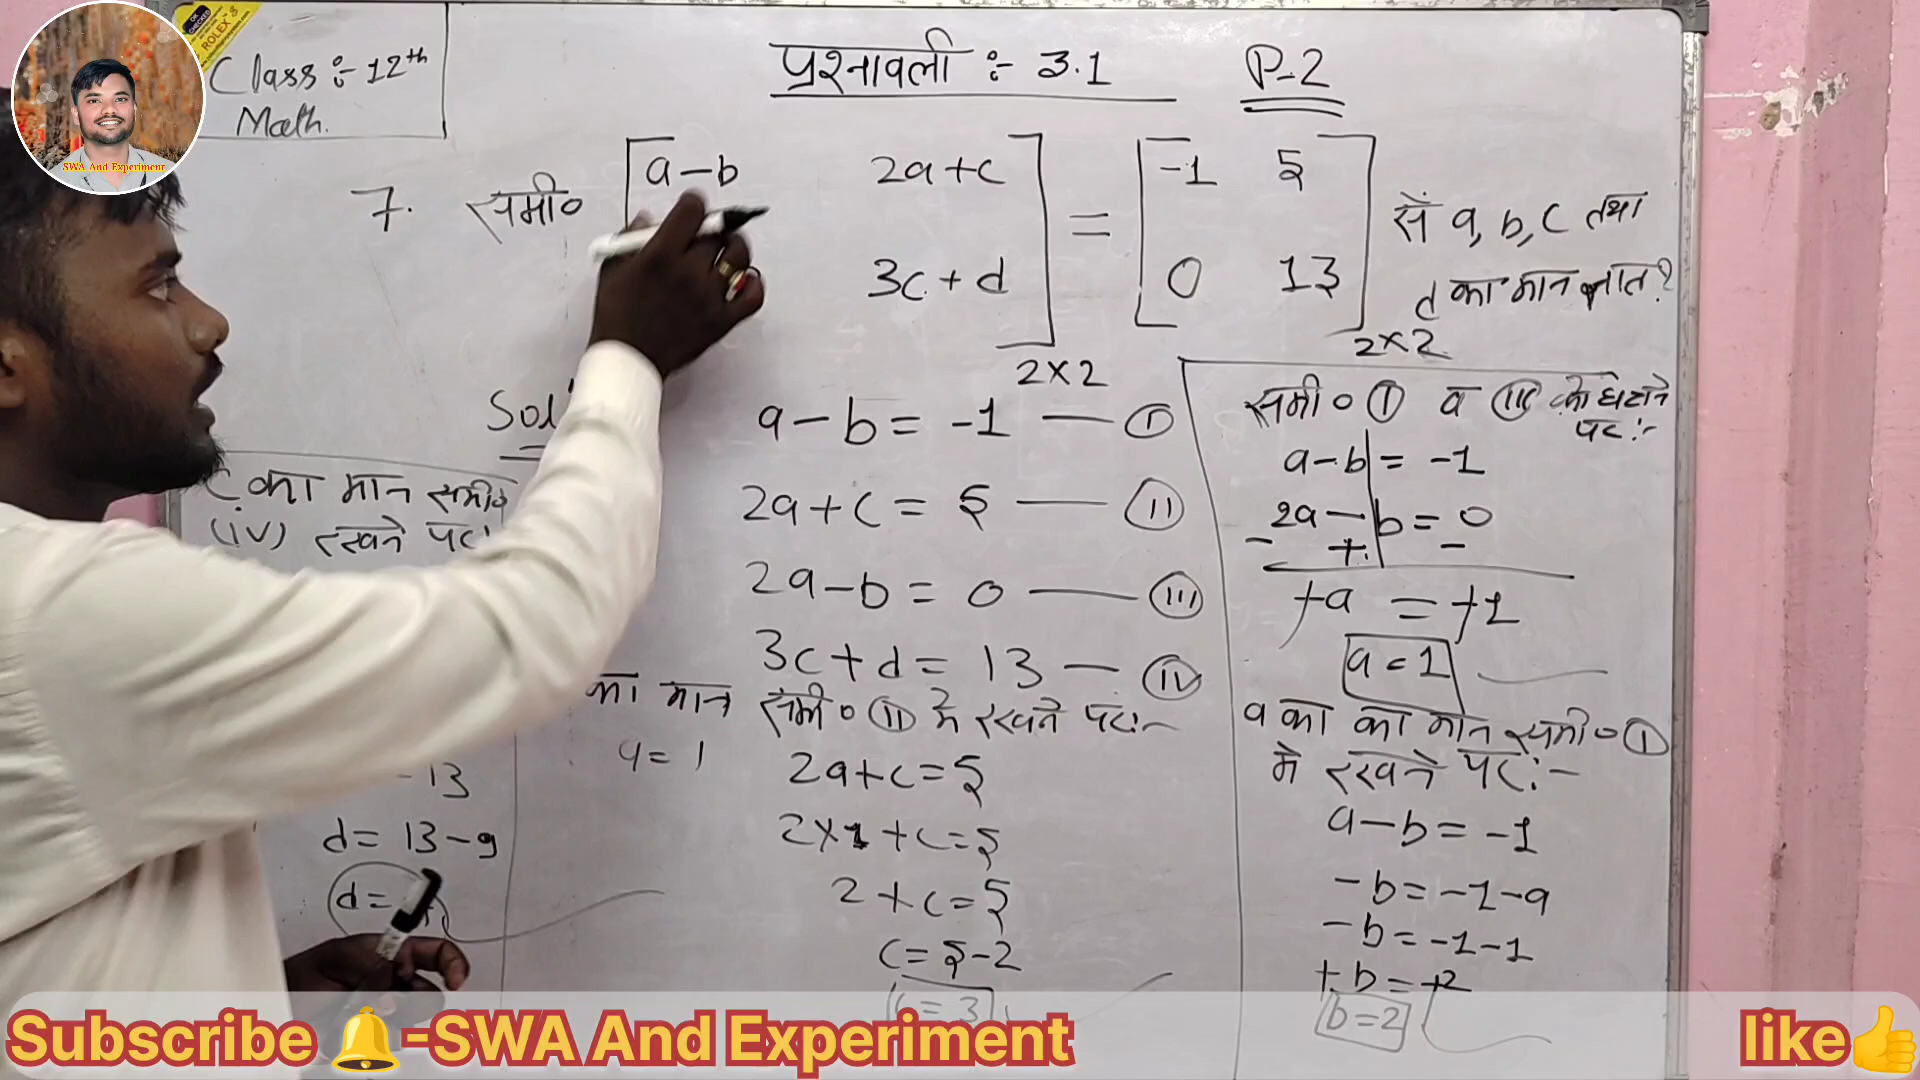 Class :- 12th
Math.
प्रश्नावली :- 3.1
P-2
SWA And Experiment
7. समी० a-b 2a+c = -1 5 से a, b, c तथा
3c+d 0 13 d का मान ज्ञात?
2×2 2×2
Sol
a-b = -1 — I
2a+c = 5 — II
2a-b = 0 — III
3c+d = 13 — IV
समी० I व III को घटाने
पर :-
a-b = -1
2a-b = 0
- + -
+a = +1
a = 1
a का का मान समी० I
मे रखने पर :-
a-b = -1
-b = -1-a
-b = -1-1
+b = +2
b=2
का मान समी० II मे रखने पर :-
a = 1
2a+c=5
2×1+c=5
2+c=5
c=5-2
c=3
C का मान समी०
(iv) रखने पर
13
d= 13-9
d=
Subscribe 🔔-SWA And Experiment
like👍